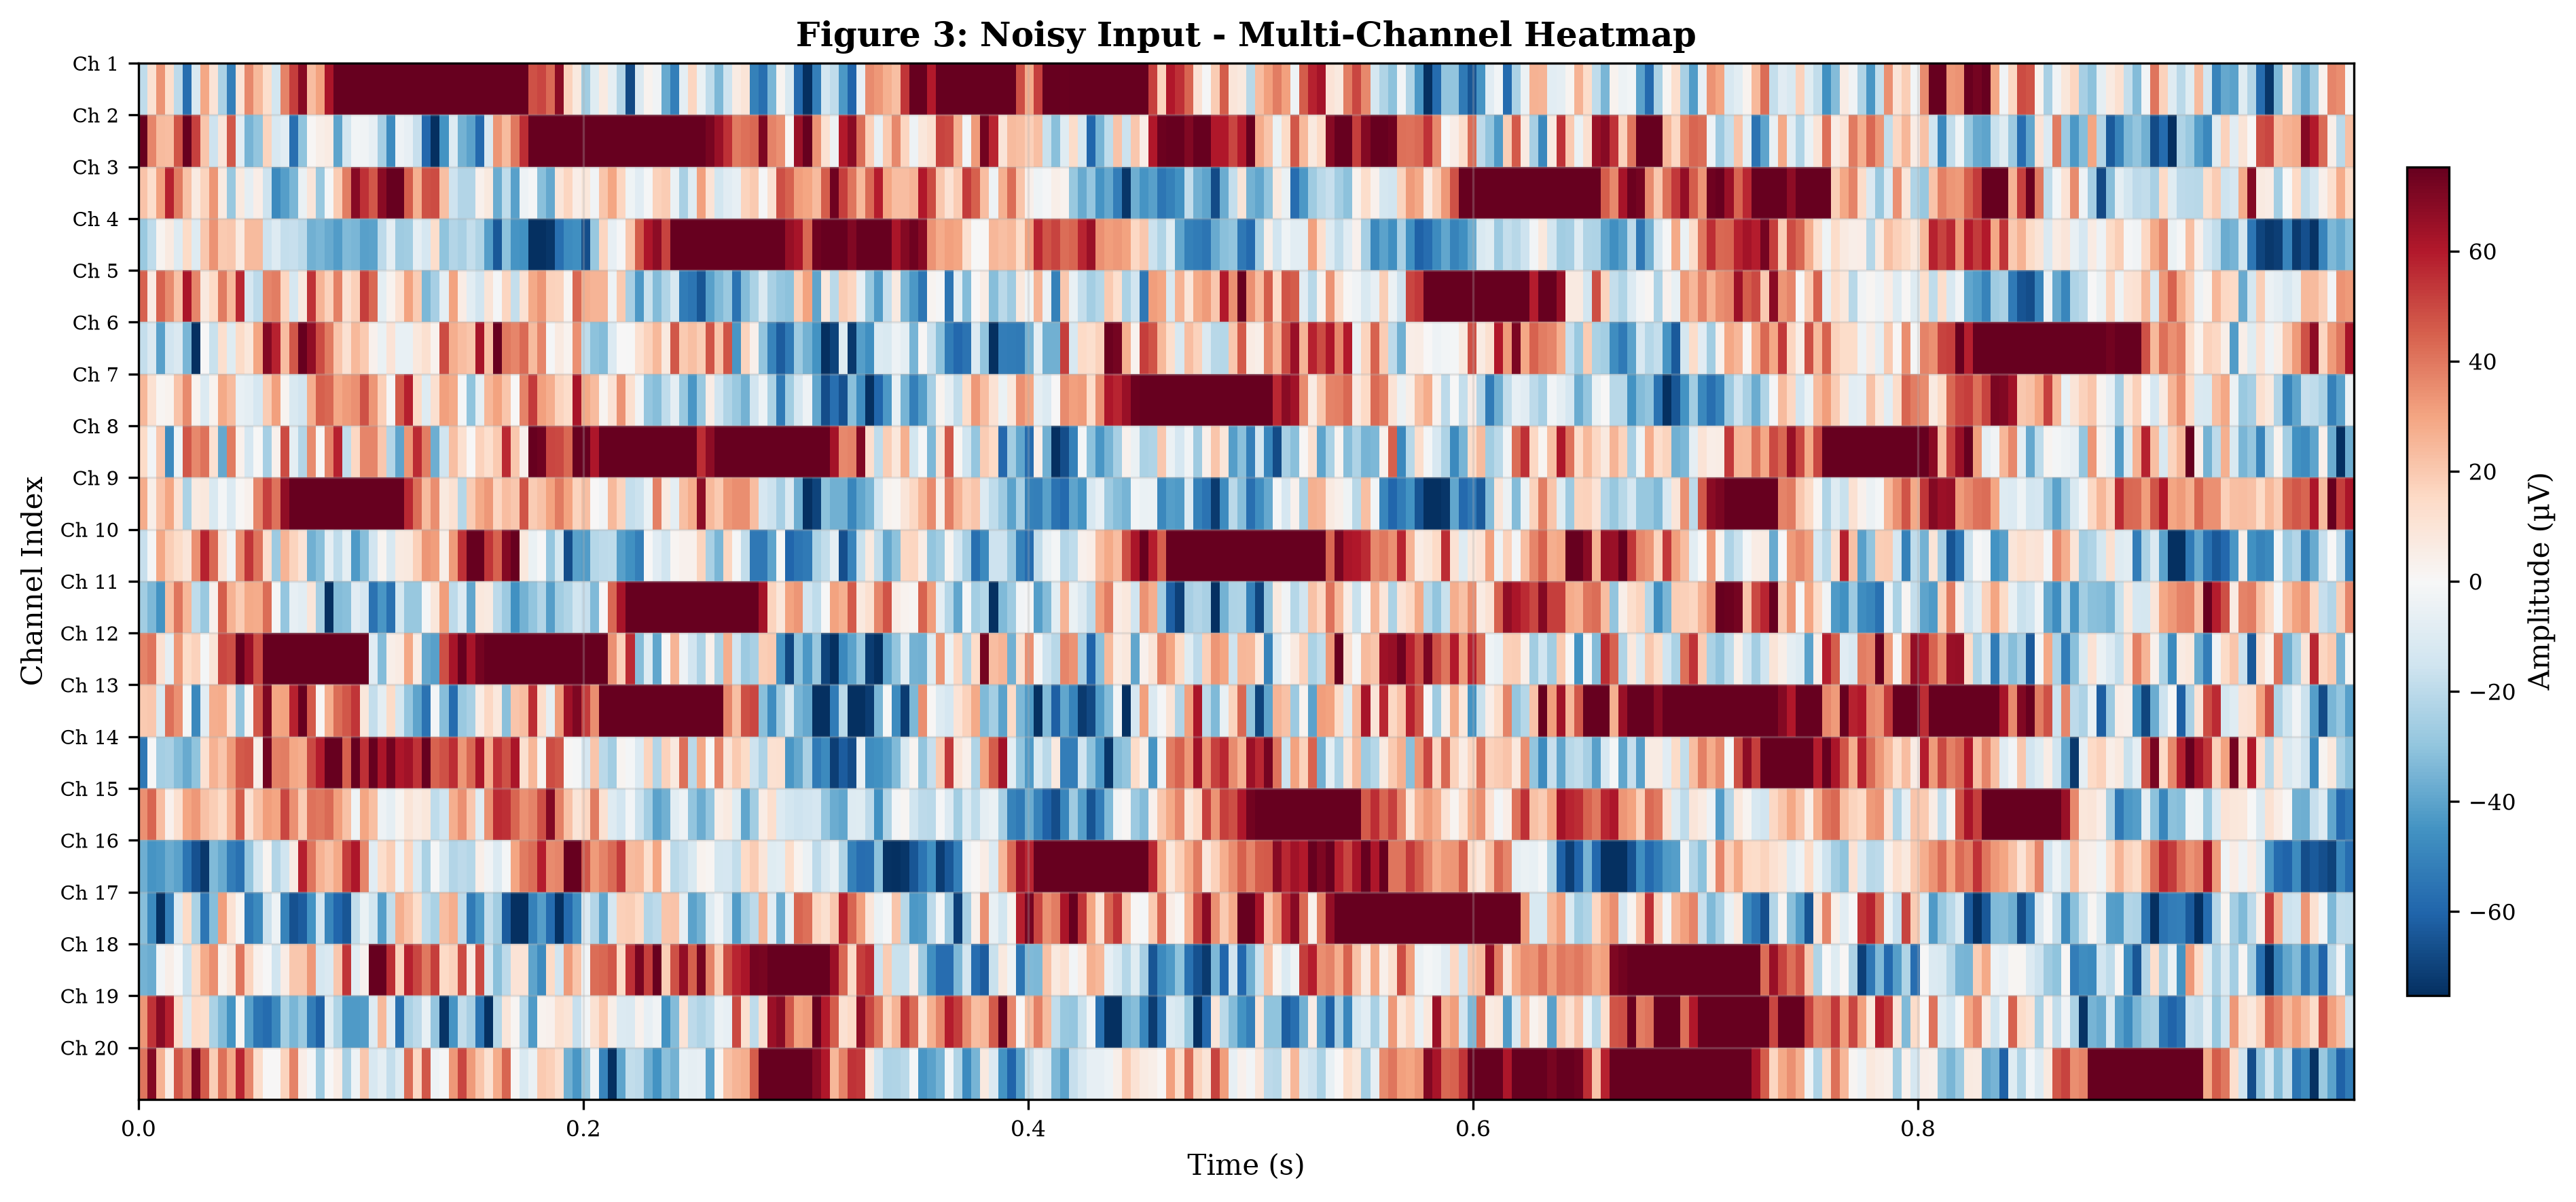 Figure 3: Noisy Input - Multi-Channel Heatmap
Channel Index
Ch 1
Ch 2
Ch 3
Ch 4
Ch 5
Ch 6
Ch 7
Ch 8
Ch 9
Ch 10
Ch 11
Ch 12
Ch 13
Ch 14
Ch 15
Ch 16
Ch 17
Ch 18
Ch 19
Ch 20
0.0 0.2 0.4 0.6 0.8
Time (s)
60
40
20
0
−20
−40
−60
Amplitude (µV)